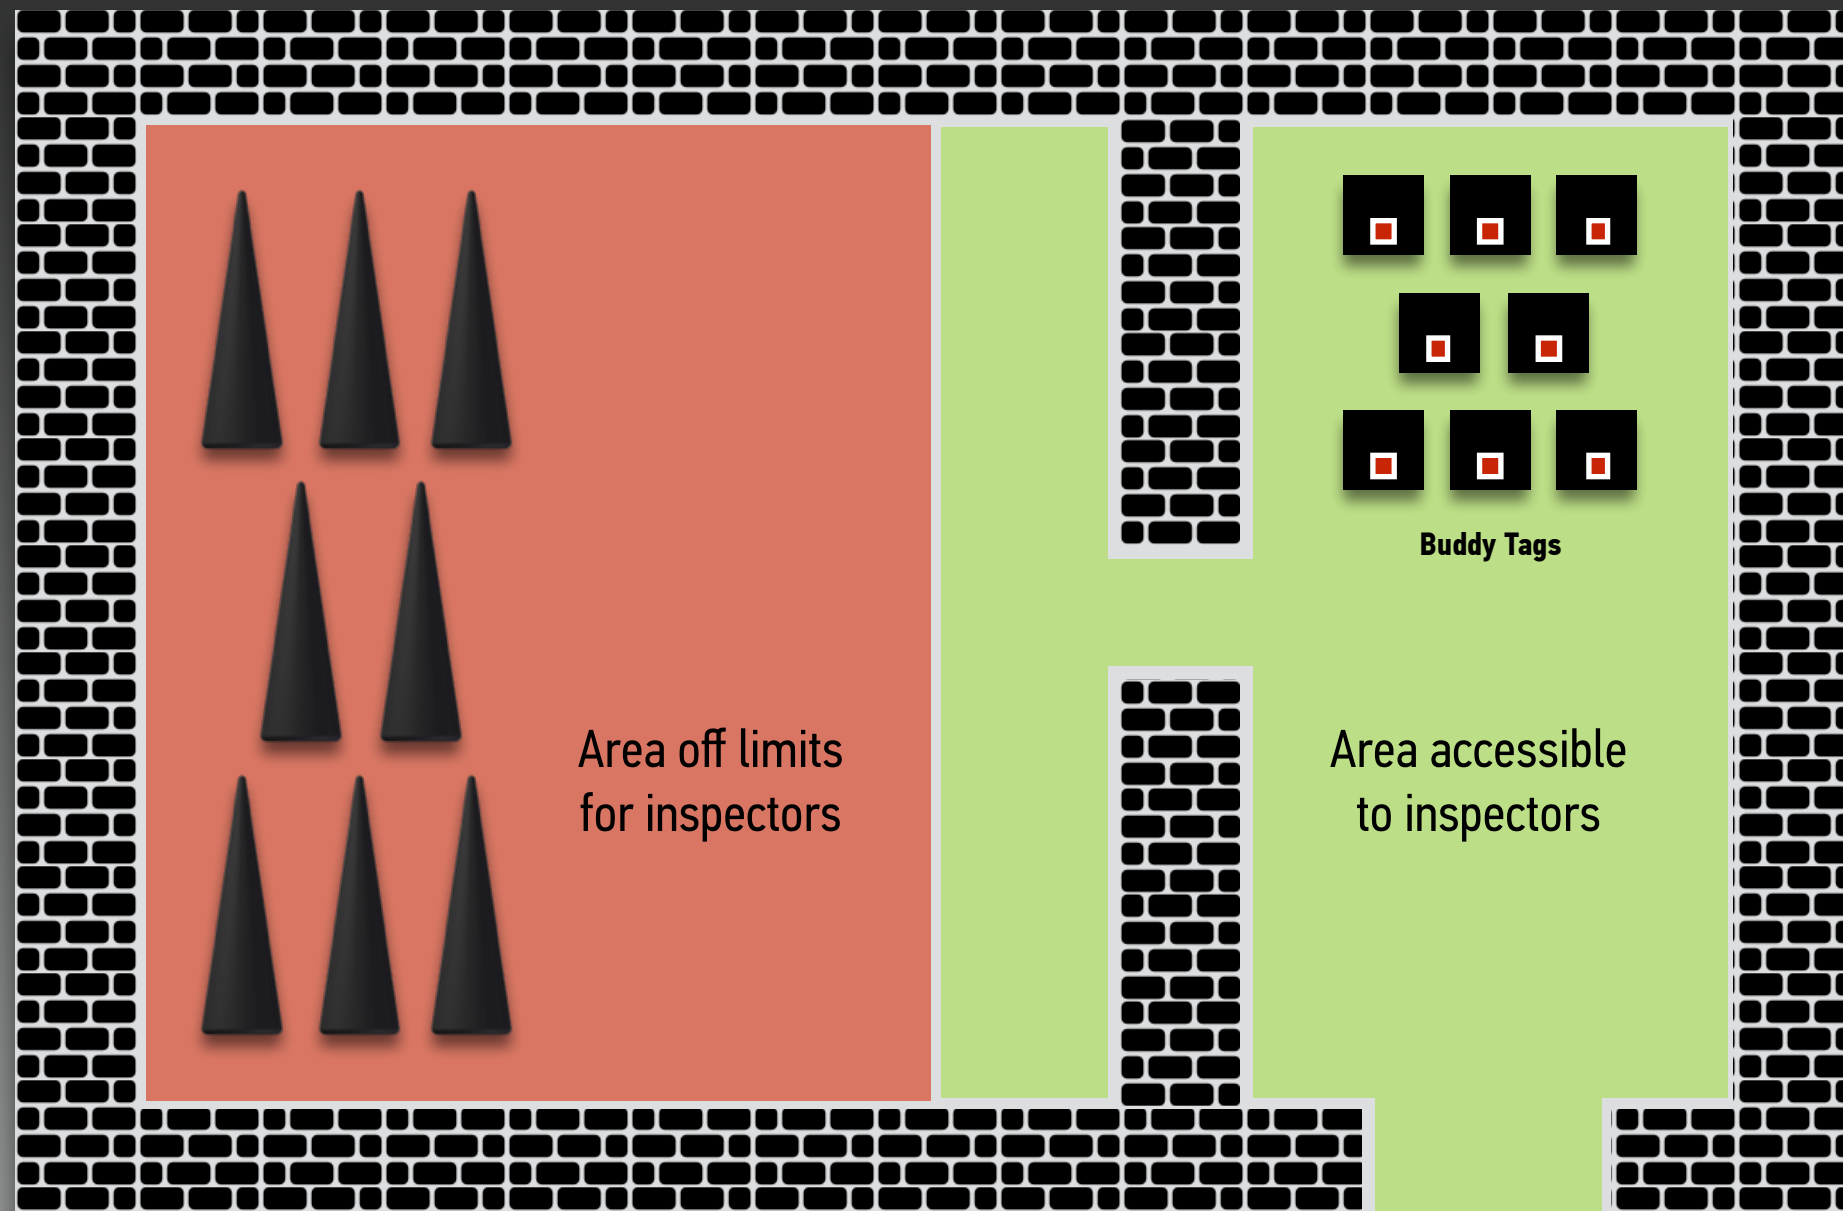 Buddy Tags
Area off limits
for inspectors
Area accessible
to inspectors